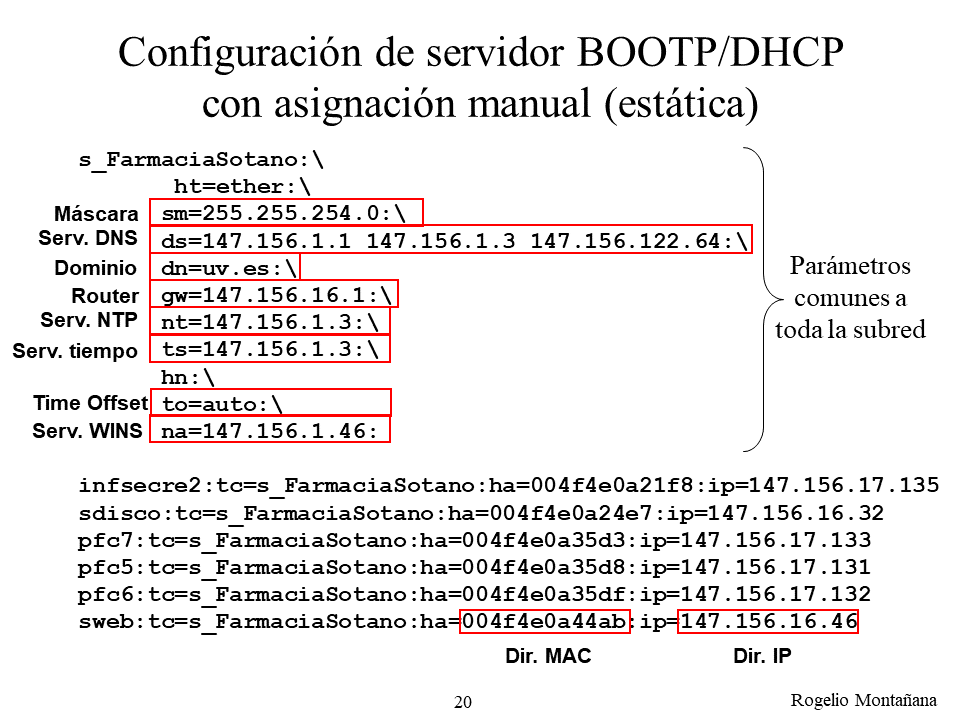 Configuración de servidor BOOTP/DHCP
con asignación manual (estática)
s_FarmaciaSotano:\
ht=ether:\
Máscara sm=255.255.254.0:\
Serv. DNS ds=147.156.1.1 147.156.1.3 147.156.122.64:\
Dominio dn=uv.es:\
Router gw=147.156.16.1:\
Serv. NTP nt=147.156.1.3:\
Serv. tiempo ts=147.156.1.3:\
hn:\
Time Offset to=auto:\
Serv. WINS na=147.156.1.46:
Parámetros
comunes a
toda la subred
infsecre2:tc=s_FarmaciaSotano:ha=004f4e0a21f8:ip=147.156.17.135
sdisco:tc=s_FarmaciaSotano:ha=004f4e0a24e7:ip=147.156.16.32
pfc7:tc=s_FarmaciaSotano:ha=004f4e0a35d3:ip=147.156.17.133
pfc5:tc=s_FarmaciaSotano:ha=004f4e0a35d8:ip=147.156.17.131
pfc6:tc=s_FarmaciaSotano:ha=004f4e0a35df:ip=147.156.17.132
sweb:tc=s_FarmaciaSotano:ha=004f4e0a44ab:ip=147.156.16.46
Dir. MAC Dir. IP
20 Rogelio Montañana